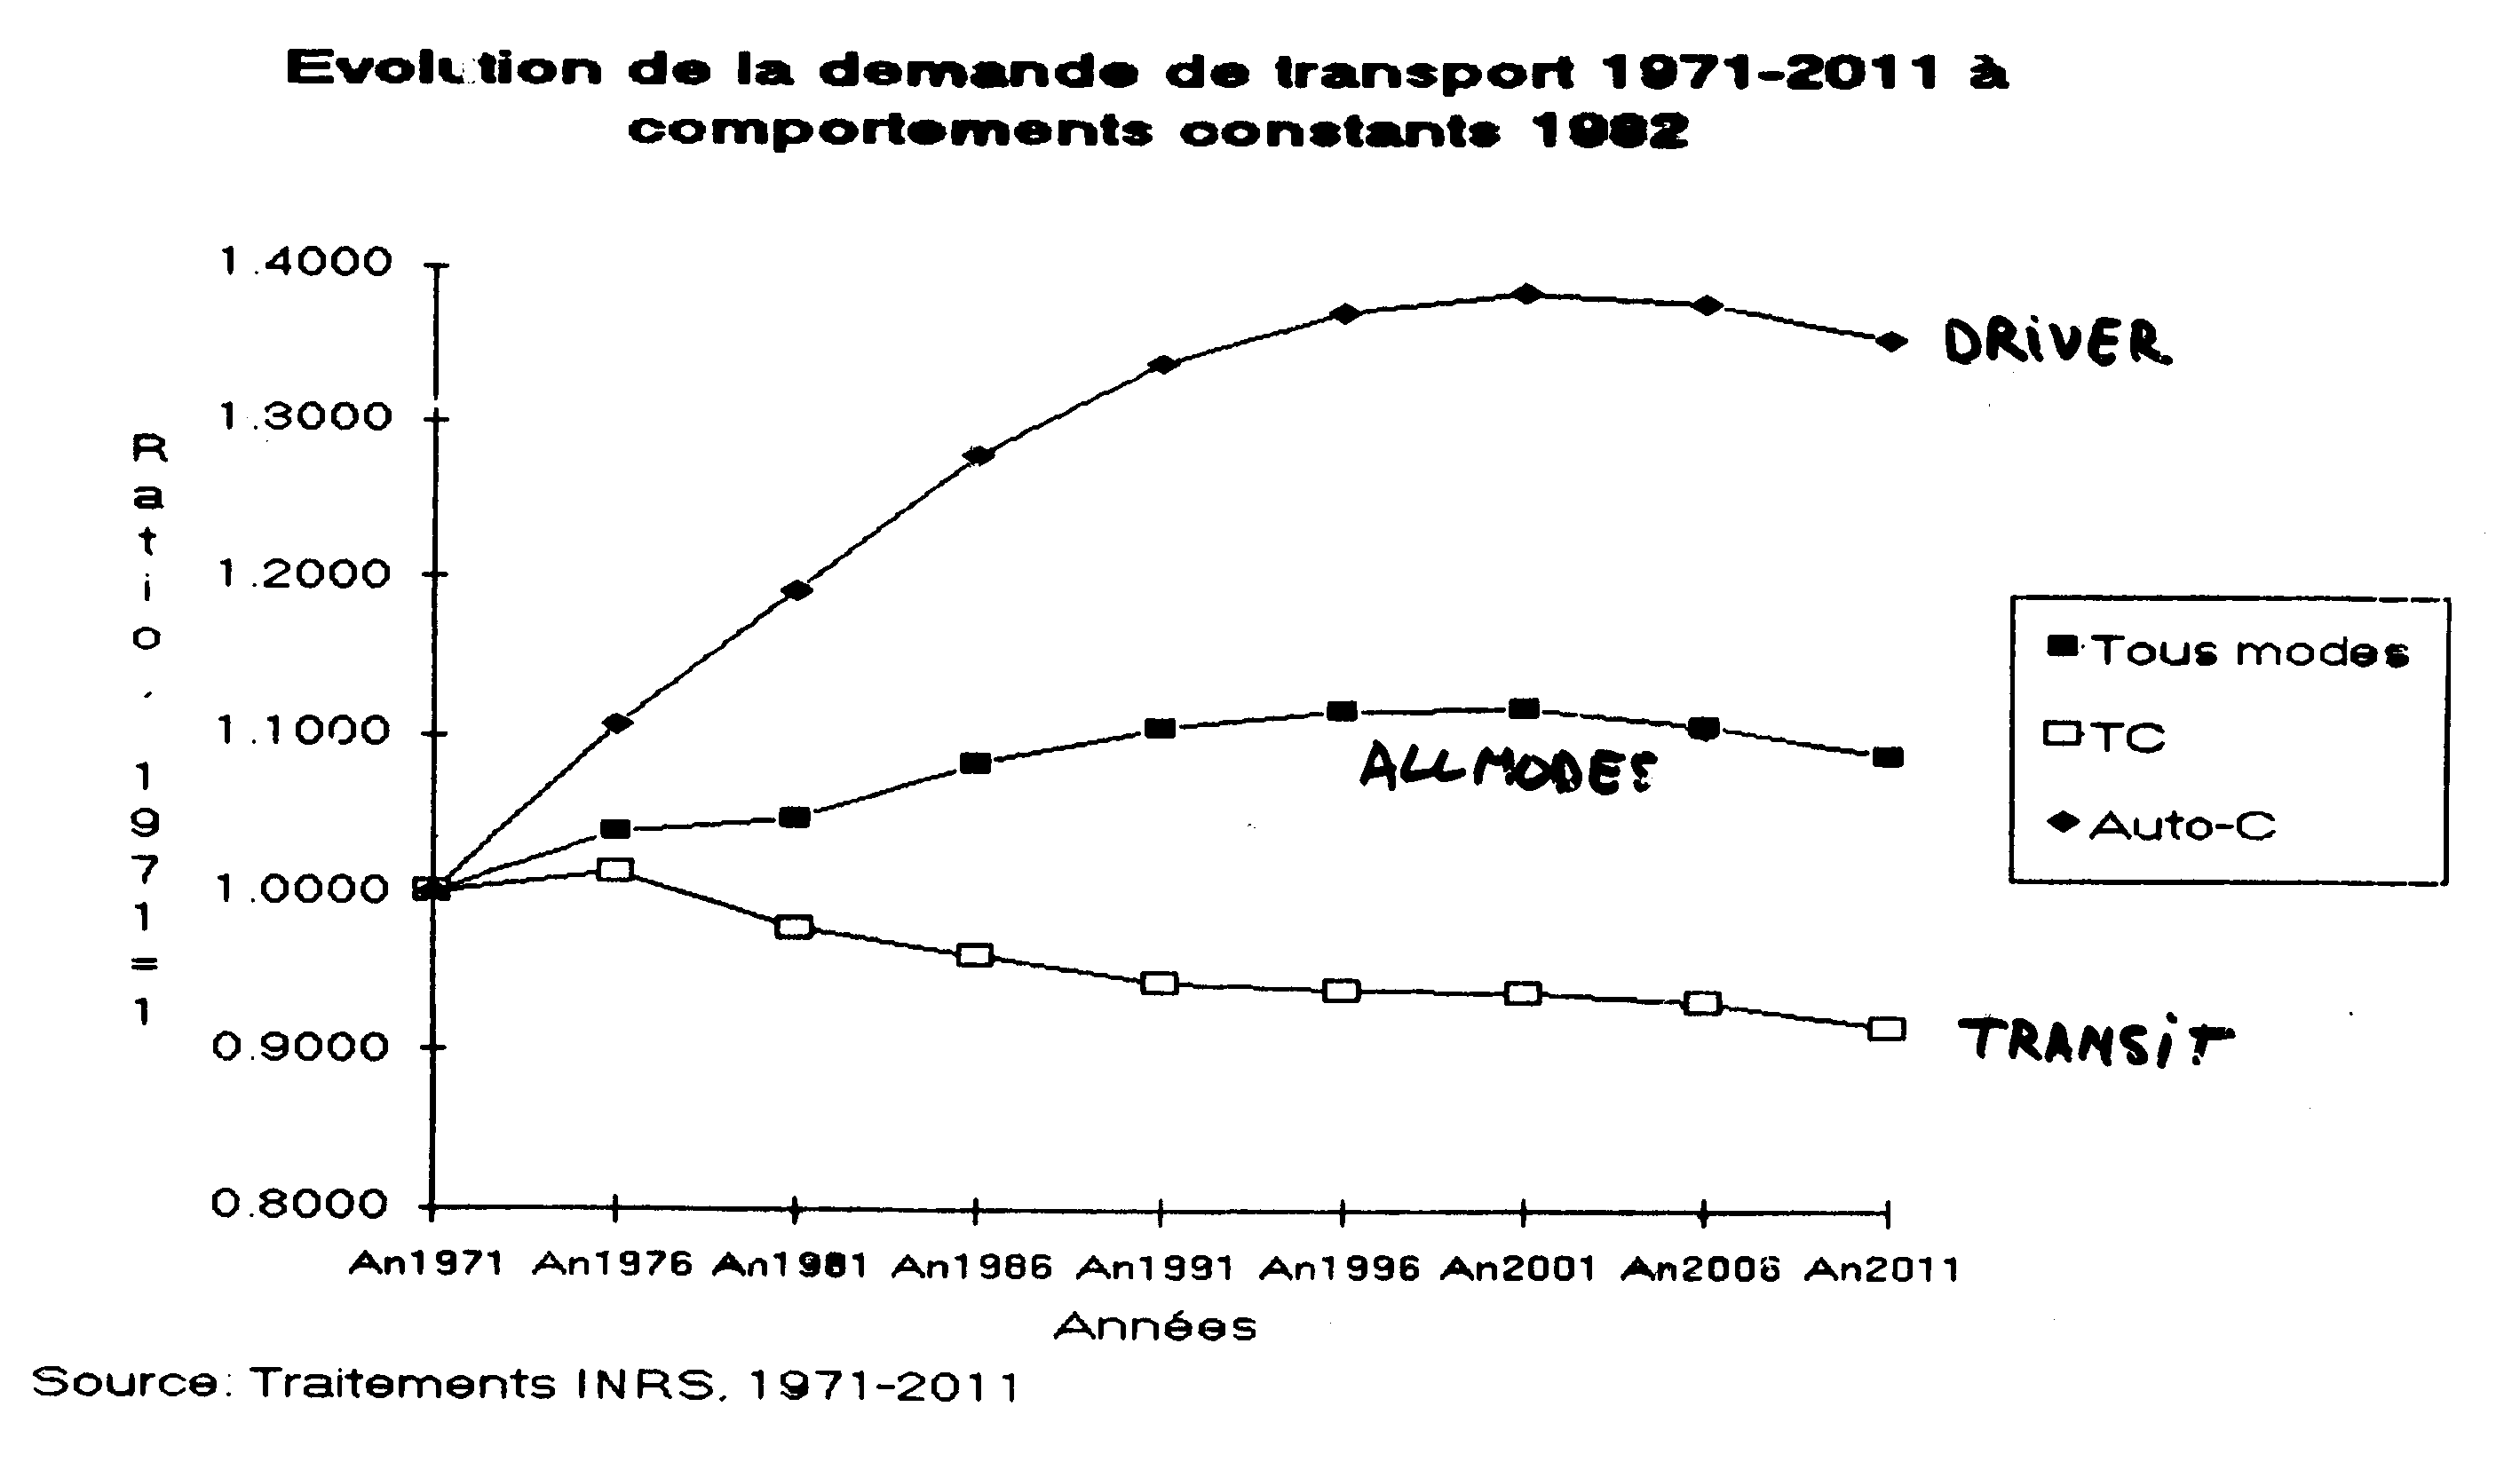 Evolution de la demande de transport 1971-2011 à
comportements constants 1982
Ratio, 1971=1
1.4000
1.3000
1.2000
1.1000
1.0000
0.9000
0.8000
DRIVER
ALL MODES
TRANSiT
Tous modes
TC
Auto-C
An1971 An1976 An1981 An1986 An1991 An1996 An2001 An2006 An2011
Années
Source: Traitements INRS, 1971-2011